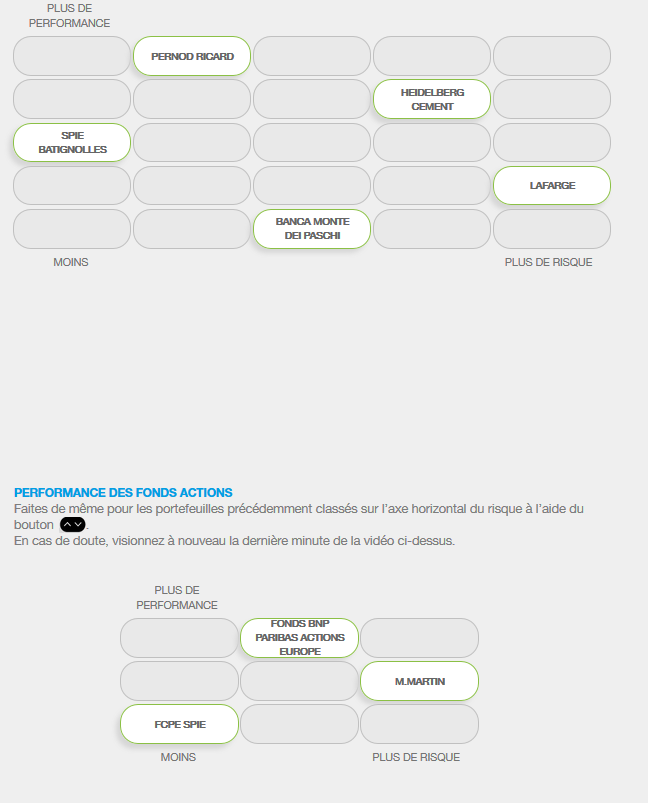 PLUS DE
PERFORMANCE
PERNOD RICARD
HEIDELBERG
CEMENT
SPIE
BATIGNOLLES
LAFARGE
BANCA MONTE
DEI PASCHI
MOINS
PLUS DE RISQUE
PERFORMANCE DES FONDS ACTIONS
Faites de même pour les portefeuilles précédemment classés sur l'axe horizontal du risque à l'aide du
bouton .
En cas de doute, visionnez à nouveau la dernière minute de la vidéo ci-dessus.
PLUS DE
PERFORMANCE
FONDS BNP
PARIBAS ACTIONS
EUROPE
M.MARTIN
FCPE SPIE
MOINS
PLUS DE RISQUE